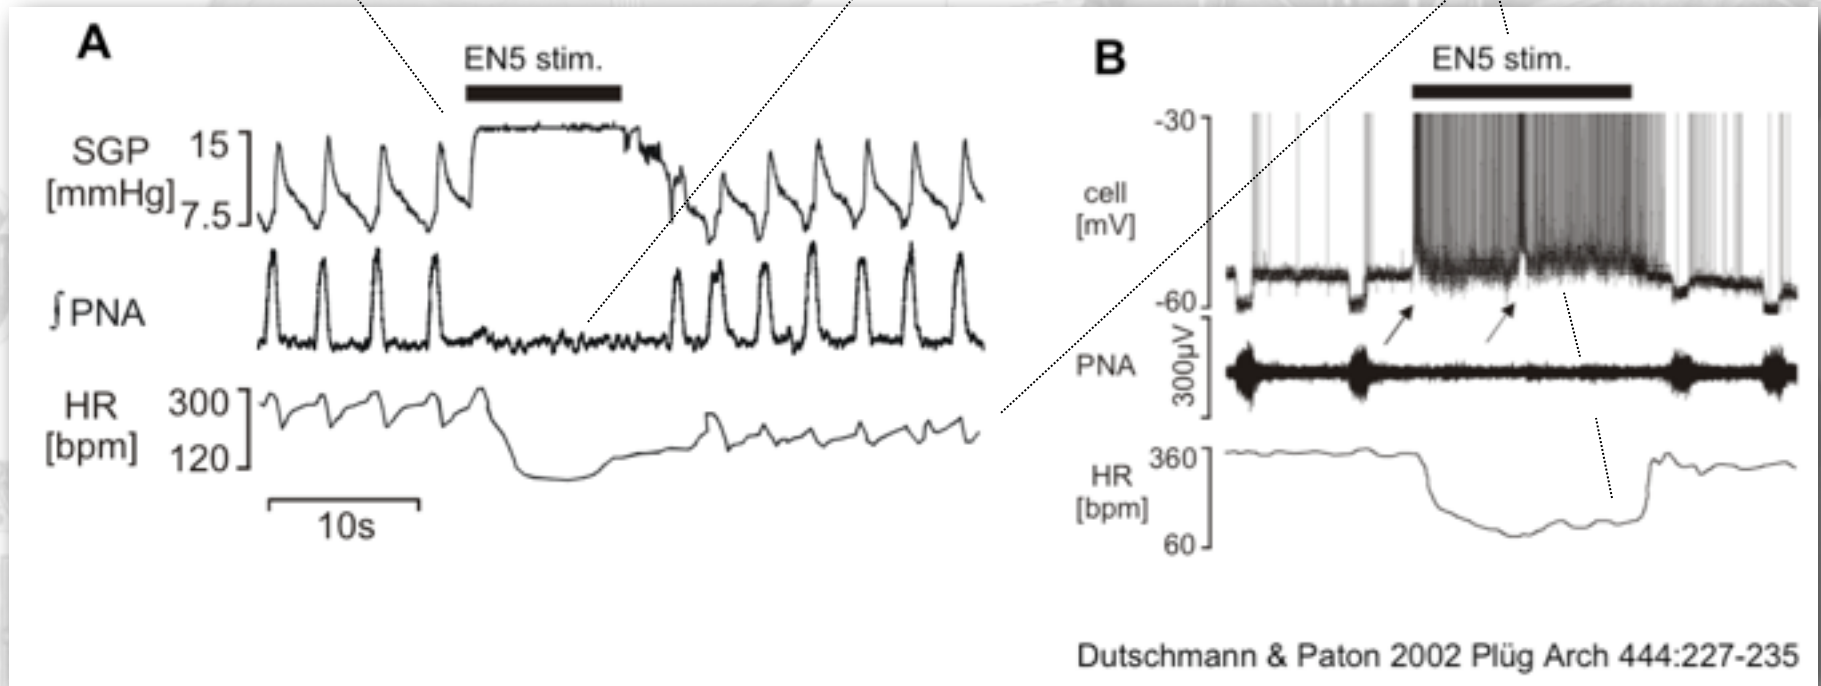 A
EN5 stim.
SGP
[mmHg]
15
7.5
∫ PNA
HR
[bpm]
300
120
10s
B
EN5 stim.
cell
[mV]
-30
-60
PNA
300µV
HR
[bpm]
360
60
Dutschmann & Paton 2002 Plüg Arch 444:227-235